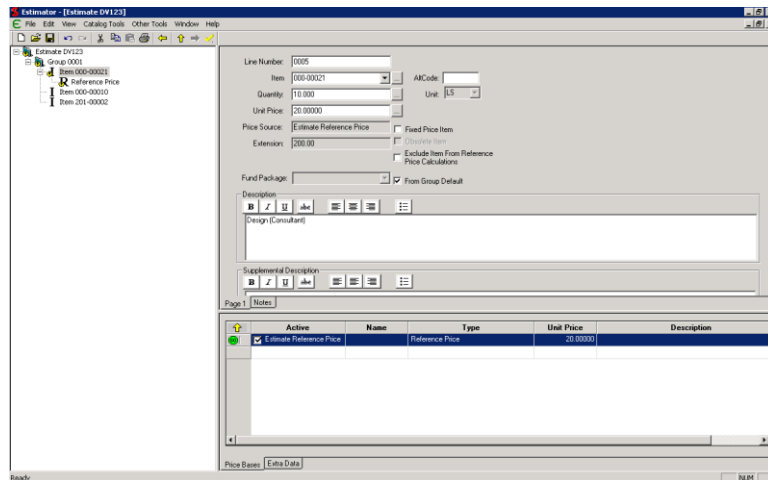 Estimator - [Estimate DV123]
File Edit View Catalog Tools Other Tools Window Help
Estimate DV123
Group 0001
Item 000-00021
Reference Price
Item 000-00010
Item 201-00002
Line Number: 0005
Item 000-00021 ... AltCode:
Quantity: 10.000 ... Unit: LS
Unit Price: 20.00000 ...
Price Source: Estimate Reference Price Fixed Price Item
Obsolete Item
Extension: 200.00
Exclude Item From Reference
Price Calculations
Fund Package: From Group Default
Description
B I U abc
Design (Consultant)
Supplemental Description
B I U abc
Page 1 Notes
Active Name Type Unit Price Description
Estimate Reference Price Reference Price 20.00000
Price Bases Extra Data
Ready NUM